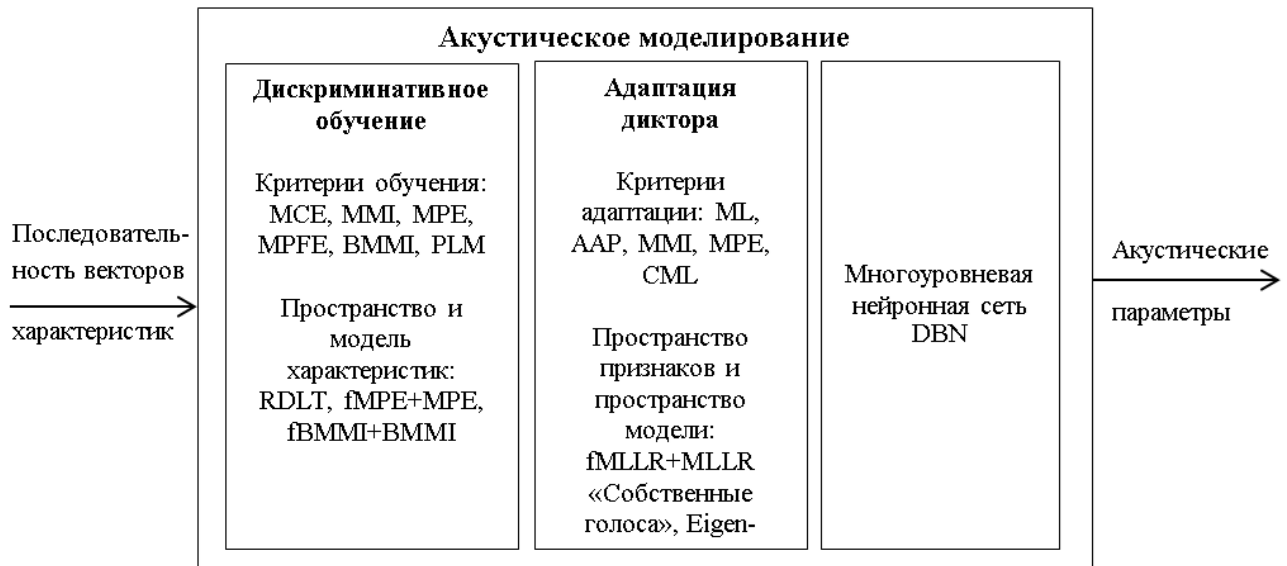 Акустическое моделирование
Последователь-
ность векторов
характеристик
Дискриминативное
обучение
Критерии обучения:
MCE, MMI, MPE,
MPFE, BMMI, PLM
Пространство и
модель
характеристик:
RDLT, fMPE+MPE,
fBMMI+BMMI
Адаптация
диктора
Критерии
адаптации: ML,
AAP, MMI, MPE,
CML
Пространство
признаков и
пространство
модели:
fMLLR+MLLR
«Собственные
голоса», Eigen-
Многоуровневая
нейронная сеть
DBN
Акустические
параметры